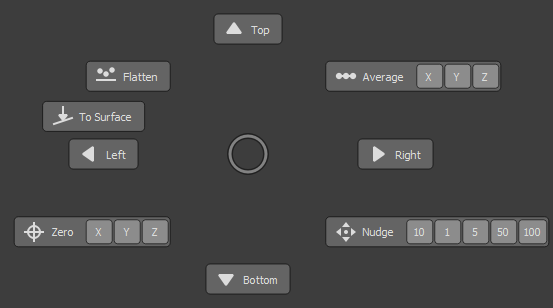 Top
Flatten
Average X Y Z
To Surface
Left
Right
Zero X Y Z
Nudge 10 1 5 50 100
Bottom